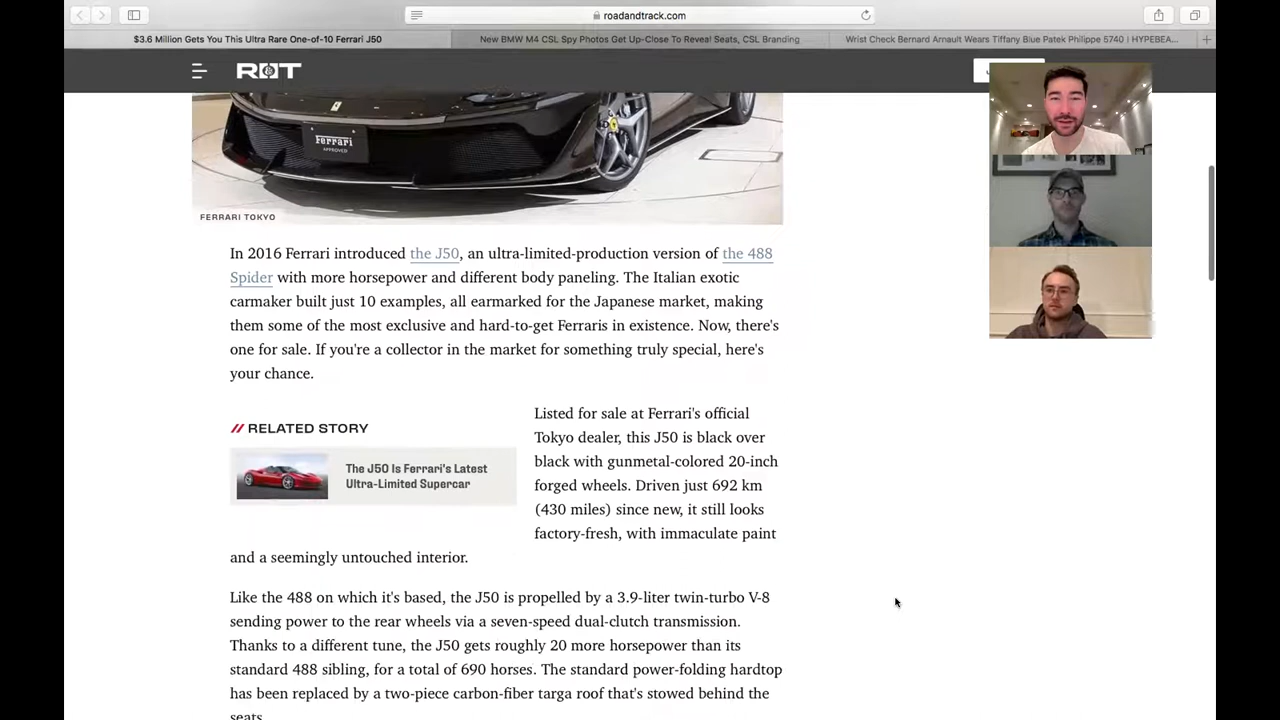 roadandtrack.com
$3.6 Million Gets You This Ultra Rare One-of-10 Ferrari J50
New BMW M4 CSL Spy Photos Get Up-Close To Reveal Seats, CSL Branding
Wrist Check Bernard Arnault Wears Tiffany Blue Patek Philippe 5740 | HYPEBEA...
R&T
Ferrari
APPROVED
FERRARI TOKYO
In 2016 Ferrari introduced the J50, an ultra-limited-production version of the 488
Spider with more horsepower and different body paneling. The Italian exotic
carmaker built just 10 examples, all earmarked for the Japanese market, making
them some of the most exclusive and hard-to-get Ferraris in existence. Now, there's
one for sale. If you're a collector in the market for something truly special, here's
your chance.
// RELATED STORY
The J50 Is Ferrari's Latest
Ultra-Limited Supercar
Listed for sale at Ferrari's official
Tokyo dealer, this J50 is black over
black with gunmetal-colored 20-inch
forged wheels. Driven just 692 km
(430 miles) since new, it still looks
factory-fresh, with immaculate paint
and a seemingly untouched interior.
Like the 488 on which it's based, the J50 is propelled by a 3.9-liter twin-turbo V-8
sending power to the rear wheels via a seven-speed dual-clutch transmission.
Thanks to a different tune, the J50 gets roughly 20 more horsepower than its
standard 488 sibling, for a total of 690 horses. The standard power-folding hardtop
has been replaced by a two-piece carbon-fiber targa roof that's stowed behind the
seats.